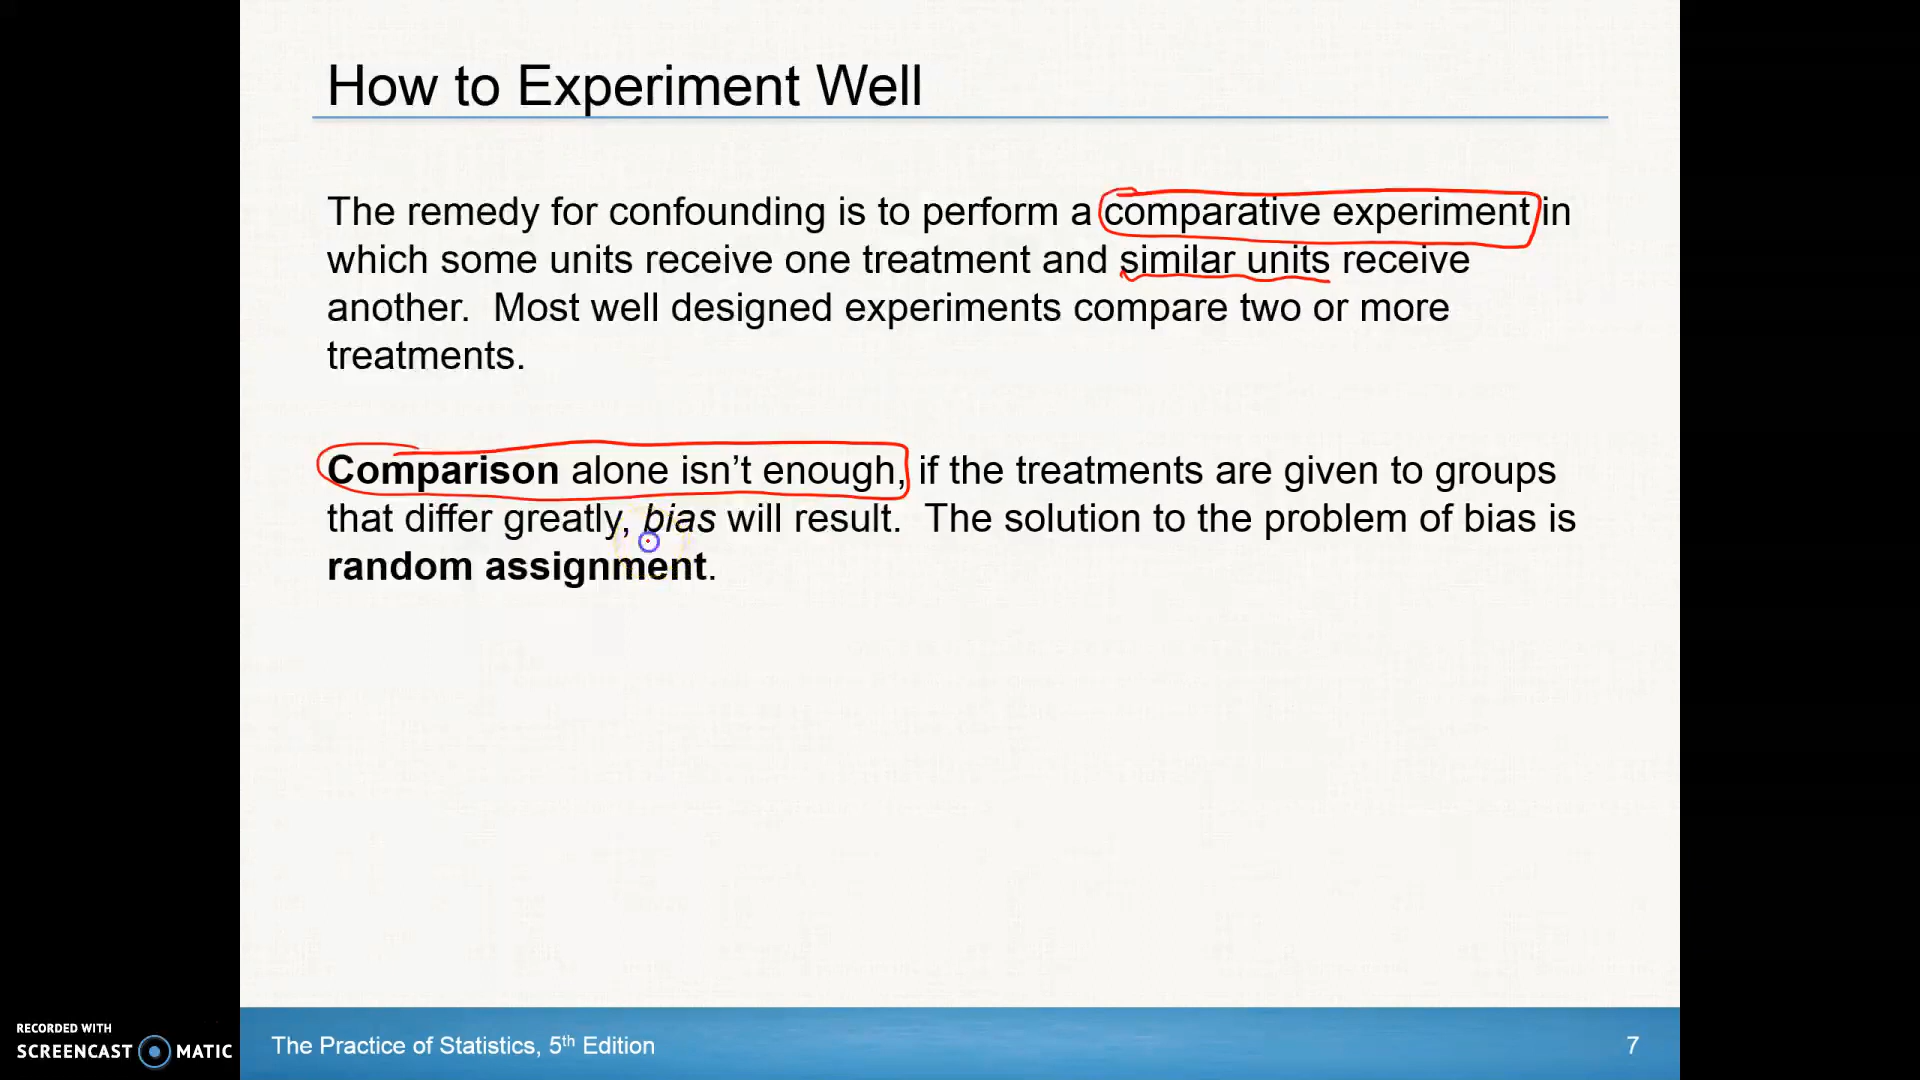 How to Experiment Well
The remedy for confounding is to perform a comparative experiment in
which some units receive one treatment and similar units receive
another.  Most well designed experiments compare two or more
treatments.
Comparison alone isn’t enough, if the treatments are given to groups
that differ greatly, bias will result.  The solution to the problem of bias is
random assignment.
RECORDED WITH
SCREENCAST MATIC
The Practice of Statistics, 5th Edition
7